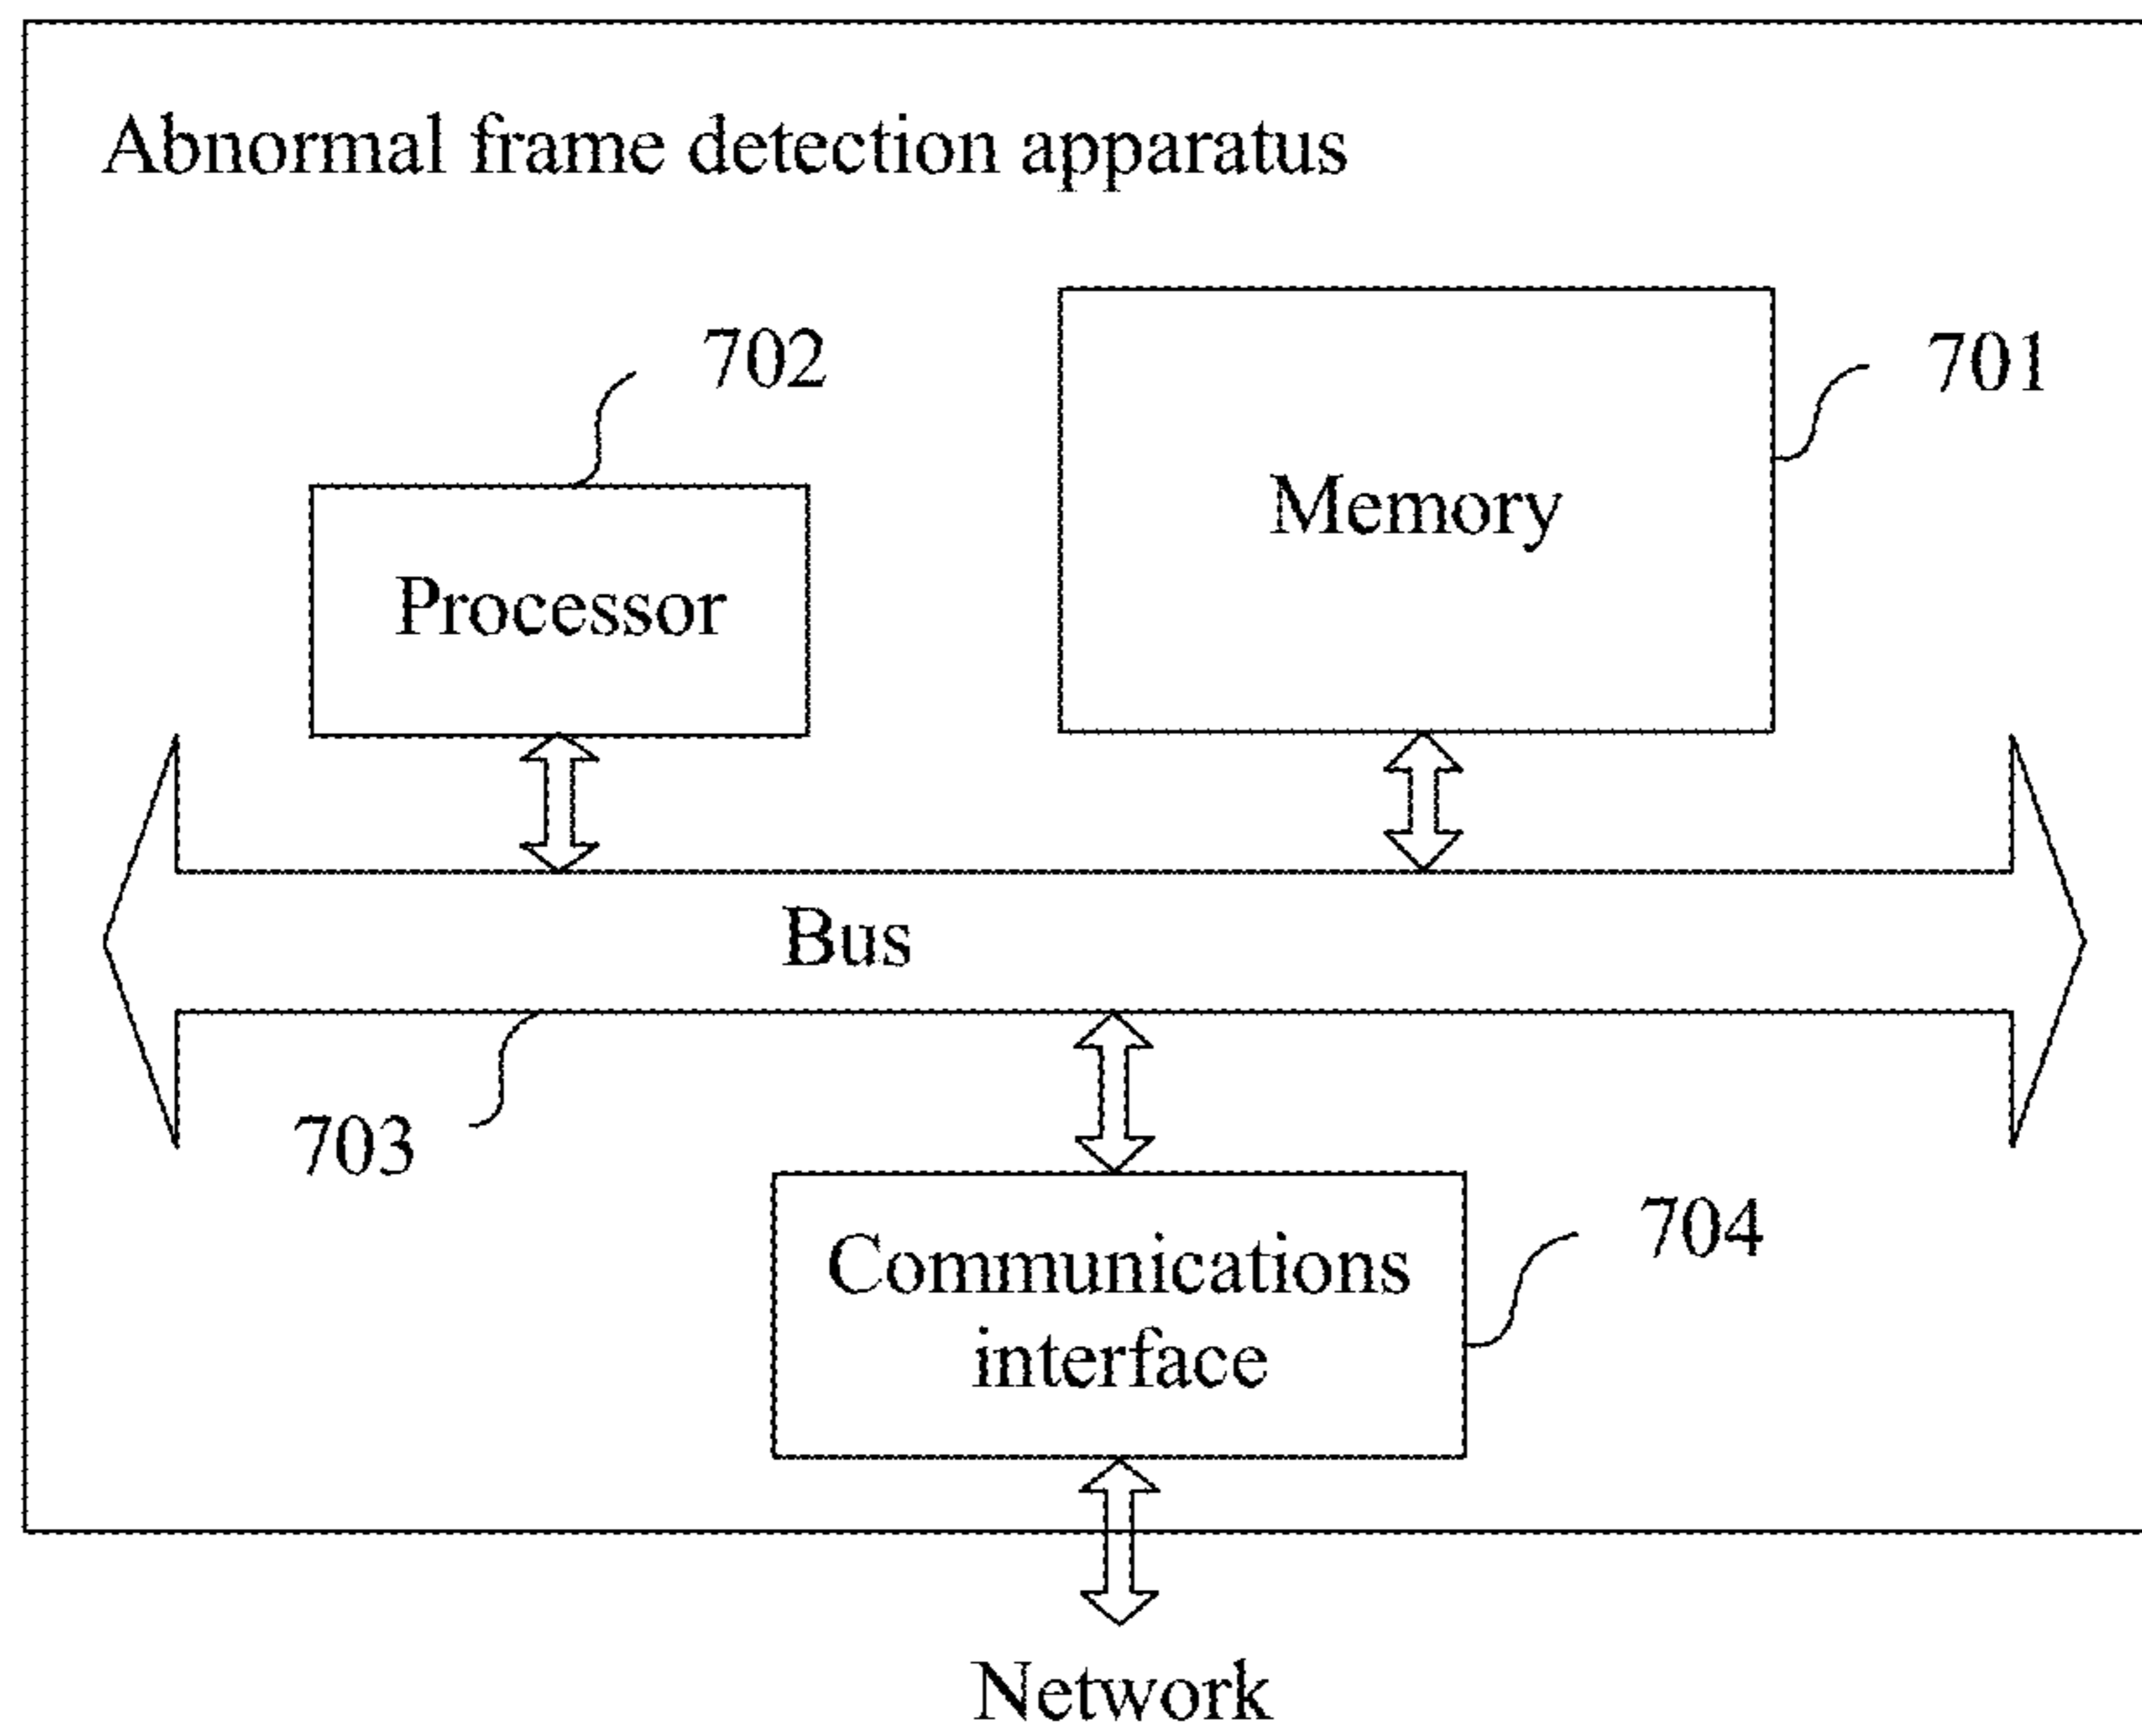 Abnormal frame detection apparatus
702
701
Memory
Processor
Bus
703
704
Communications
interface
Network